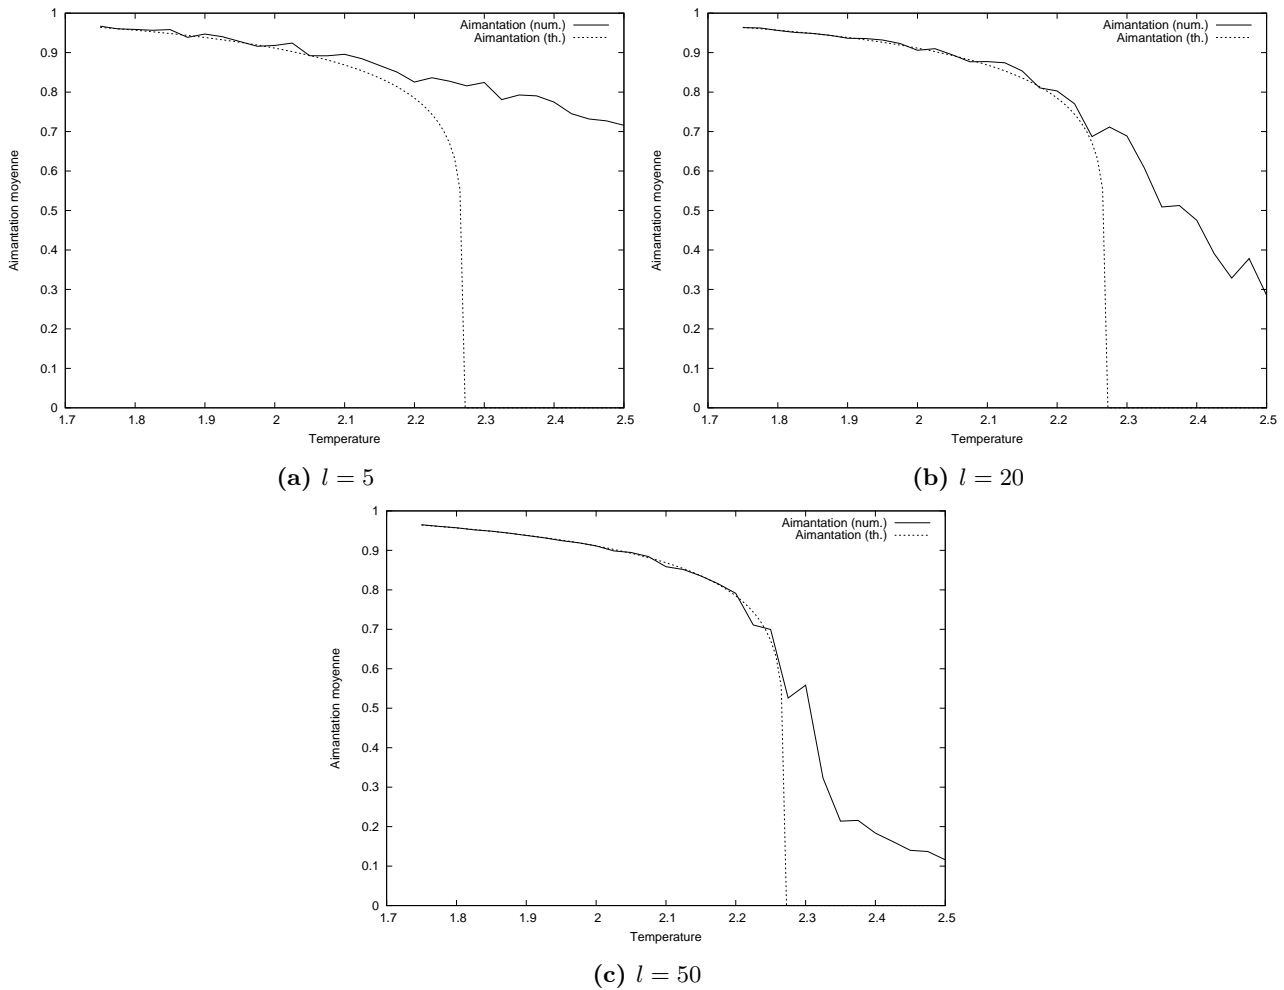 Aimantation (num.)
Aimantation (th.)
1
0.9
0.8
0.7
0.6
0.5
0.4
0.3
0.2
0.1
0
Aimantation moyenne
1.7 1.8 1.9 2 2.1 2.2 2.3 2.4 2.5
Temperature
(a) l = 5
Aimantation (num.)
Aimantation (th.)
1
0.9
0.8
0.7
0.6
0.5
0.4
0.3
0.2
0.1
0
Aimantation moyenne
1.7 1.8 1.9 2 2.1 2.2 2.3 2.4 2.5
Temperature
(b) l = 20
Aimantation (num.)
Aimantation (th.)
1
0.9
0.8
0.7
0.6
0.5
0.4
0.3
0.2
0.1
0
Aimantation moyenne
1.7 1.8 1.9 2 2.1 2.2 2.3 2.4 2.5
Temperature
(c) l = 50